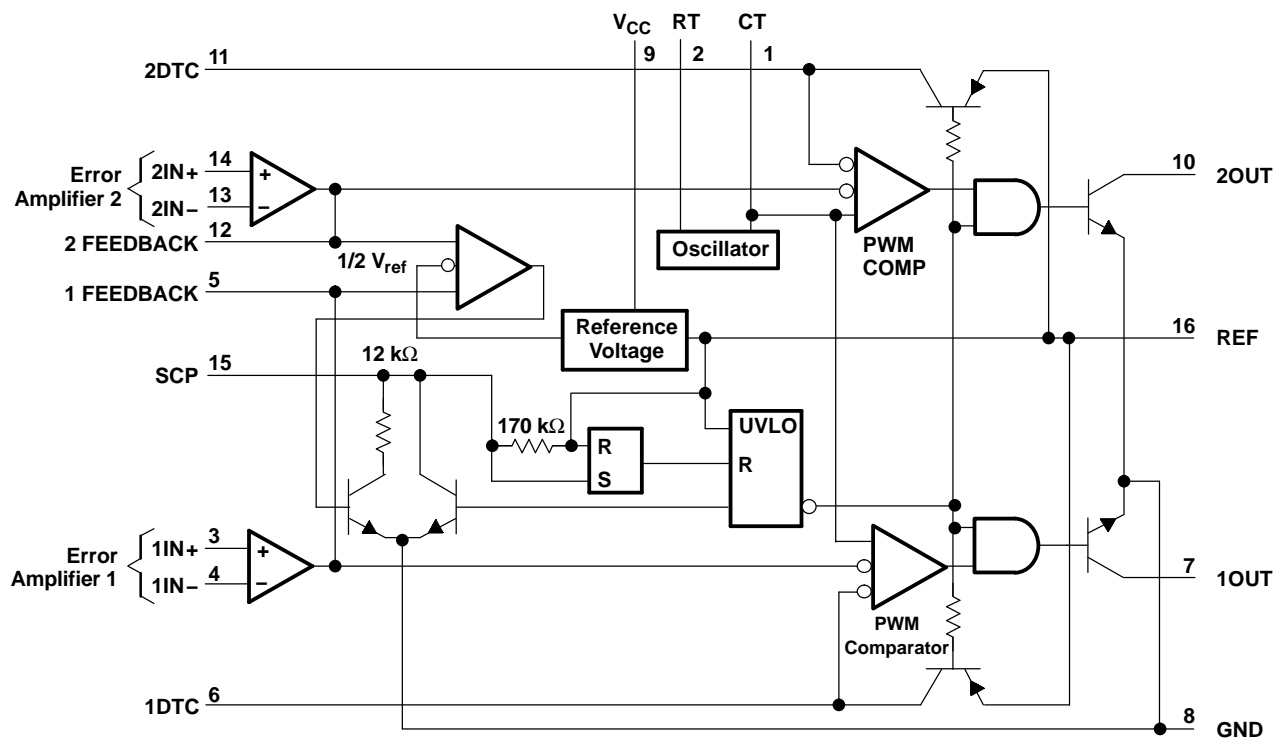 VCC RT CT
9 2 1
2DTC 11
Error
Amplifier 2
2IN+ 14
+
2IN− 13
−
10 2OUT
2 FEEDBACK 12
Oscillator
PWM
COMP
1/2 Vref
1 FEEDBACK 5
Reference
Voltage
16 REF
12 kΩ
SCP 15
170 kΩ
R
S
UVLO
R
Error
Amplifier 1
1IN+ 3
+
1IN− 4
−
7 1OUT
PWM
Comparator
1DTC 6
8 GND